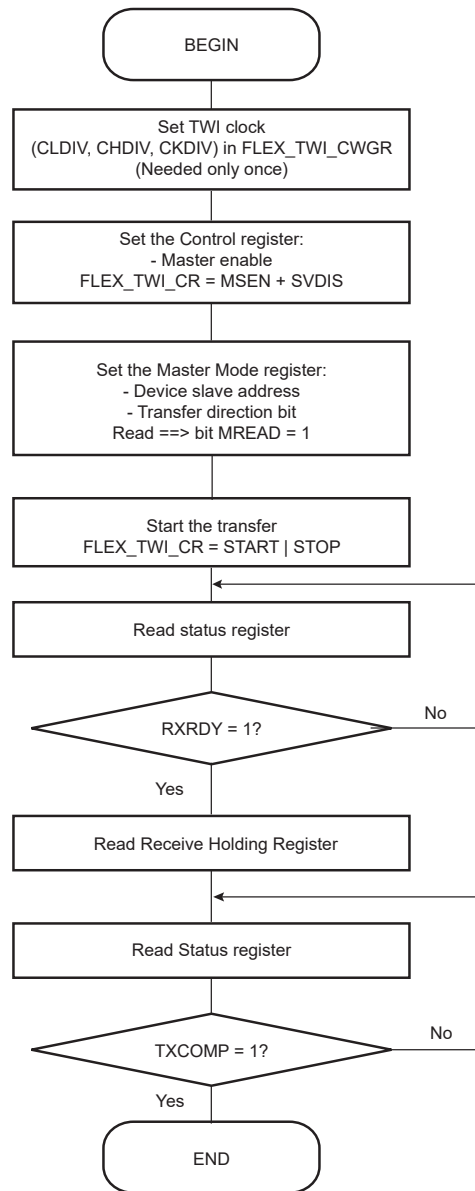 BEGIN
Set TWI clock
(CLDIV, CHDIV, CKDIV) in FLEX_TWI_CWGR
(Needed only once)
Set the Control register:
- Master enable
FLEX_TWI_CR = MSEN + SVDIS
Set the Master Mode register:
- Device slave address
- Transfer direction bit
Read ==> bit MREAD = 1
Start the transfer
FLEX_TWI_CR = START | STOP
Read status register
RXRDY = 1?
No
Yes
Read Receive Holding Register
Read Status register
TXCOMP = 1?
No
Yes
END